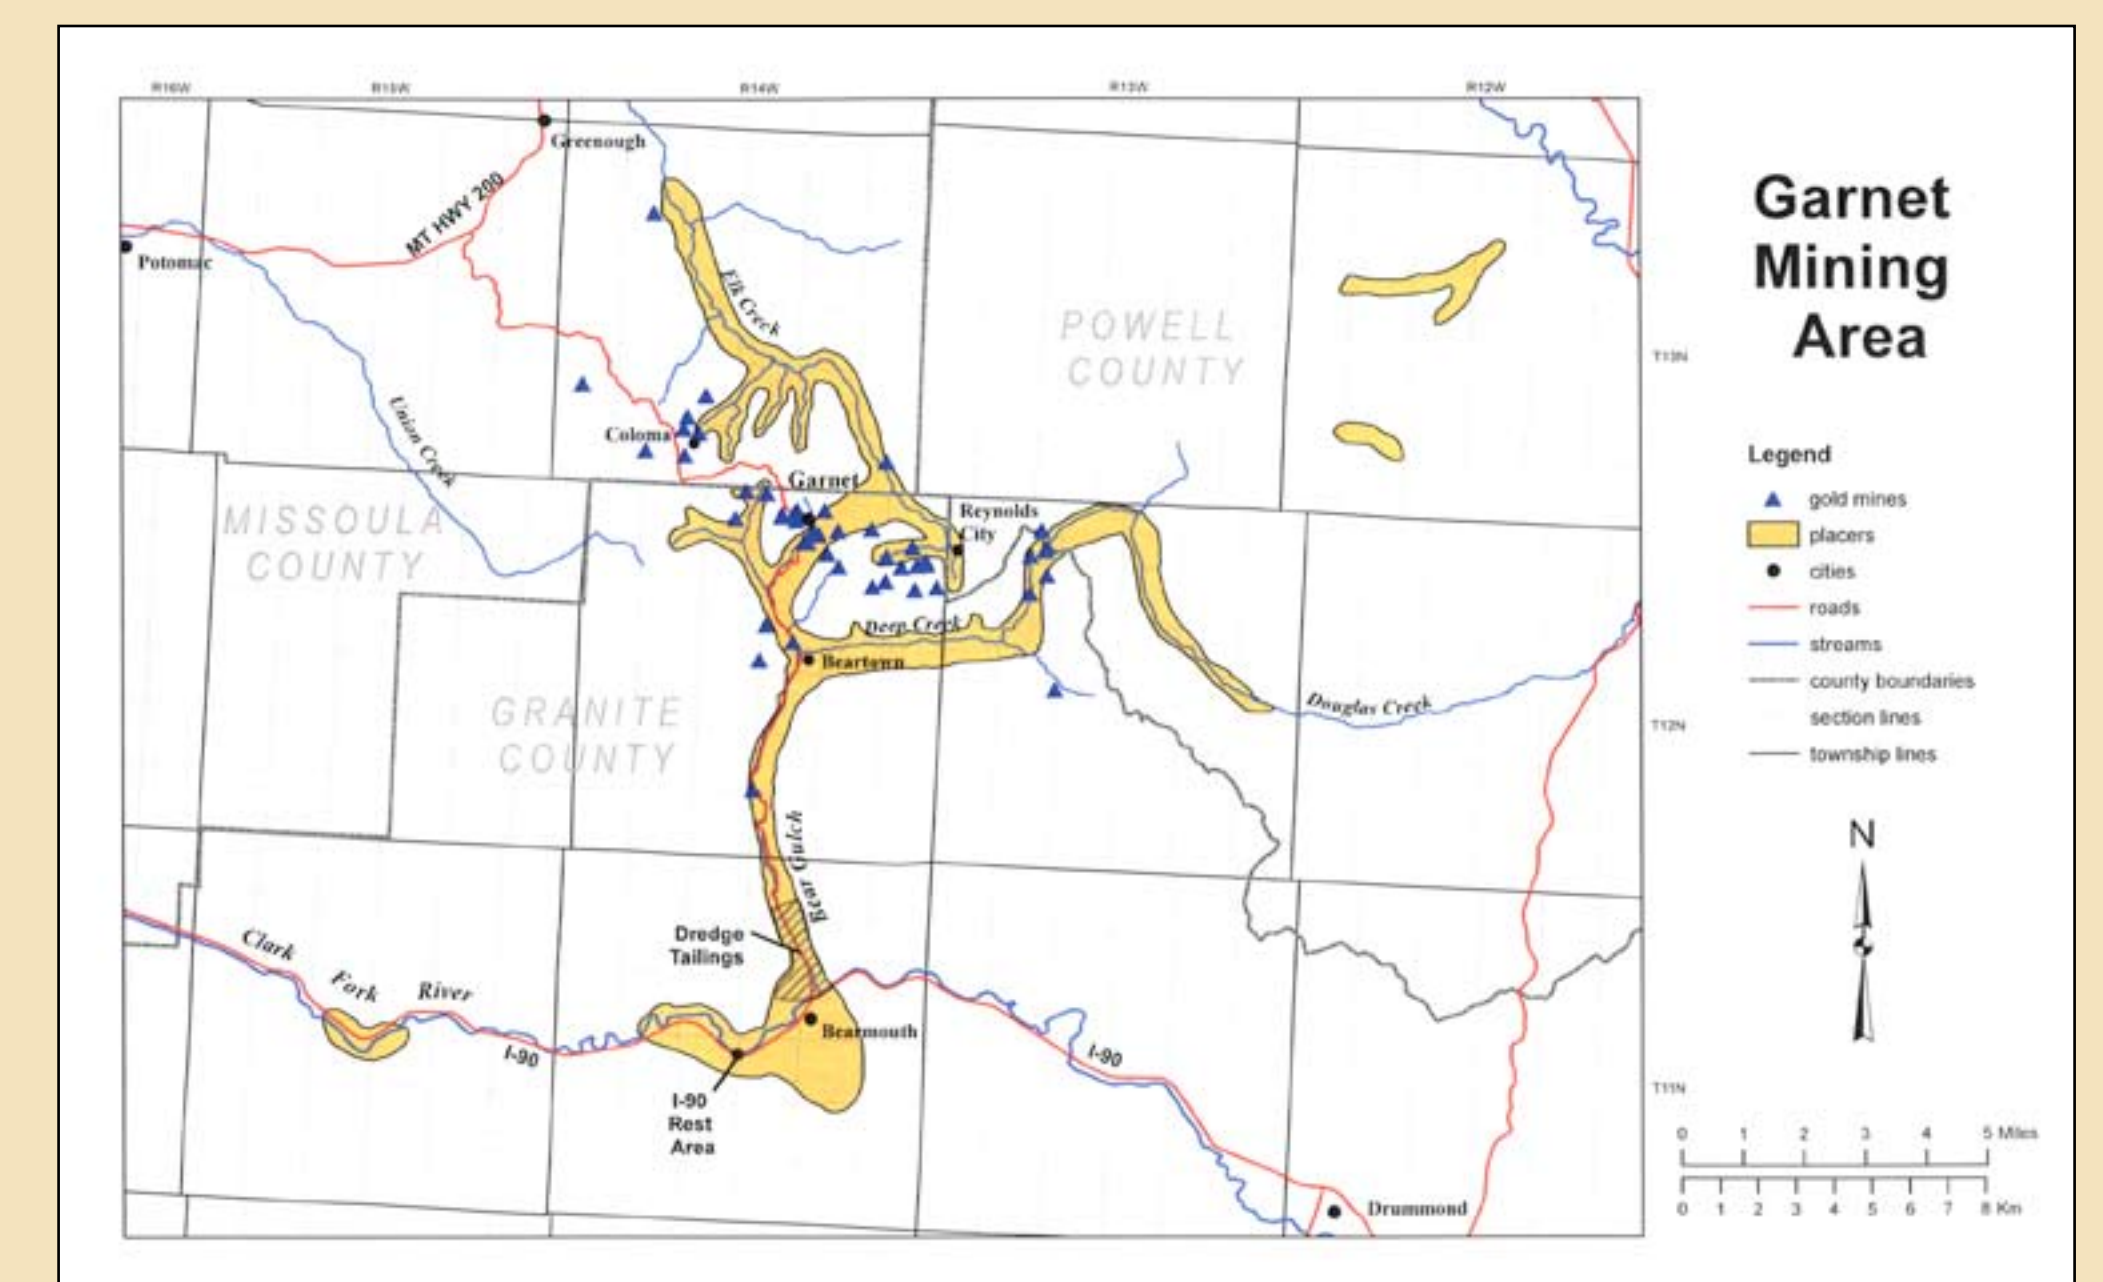 R16W
R15W
R14W
R13W
R12W
Greenough
MT HWY 200
Potomac
Elk Creek
POWELL
COUNTY
Union Creek
Coloma
Garnet
Reynolds
City
MISSOULA
COUNTY
Deep Creek
Beartown
GRANITE
COUNTY
Douglas Creek
Bear Gulch
Dredge
Tailings
Clark
Fork
River
I-90
Bearmouth
I-90
I-90
Rest
Area
Drummond
T13N
T12N
T11N
Garnet
Mining
Area
Legend
gold mines
placers
cities
roads
streams
county boundaries
section lines
township lines
N
0 1 2 3 4 5 Miles
0 1 2 3 4 5 6 7 8 Km